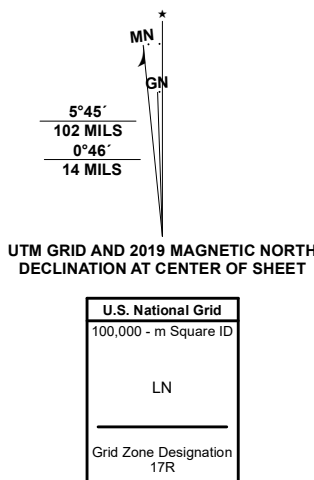 ★
MN
GN
5°45´
102 MILS
0°46´
14 MILS
UTM GRID AND 2019 MAGNETIC NORTH
DECLINATION AT CENTER OF SHEET
U.S. National Grid
100,000 - m Square ID
LN
Grid Zone Designation
17R